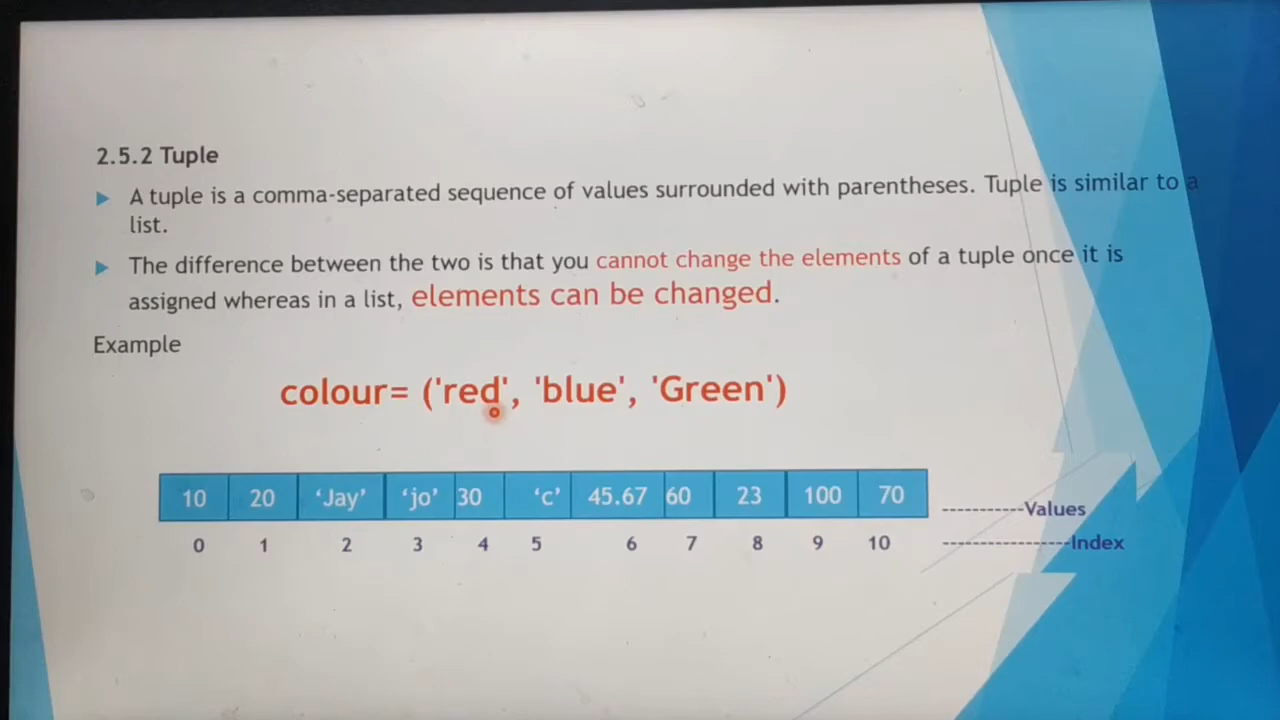 2.5.2 Tuple
A tuple is a comma-separated sequence of values surrounded with parentheses. Tuple is similar to a
list.
The difference between the two is that you cannot change the elements of a tuple once it is
assigned whereas in a list, elements can be changed.
Example
colour= ('red', 'blue', 'Green')
10 20 ‘Jay’ ‘jo’ 30 ‘c’ 45.67 60 23 100 70 -----------Values
0 1 2 3 4 5 6 7 8 9 10 -----------------Index